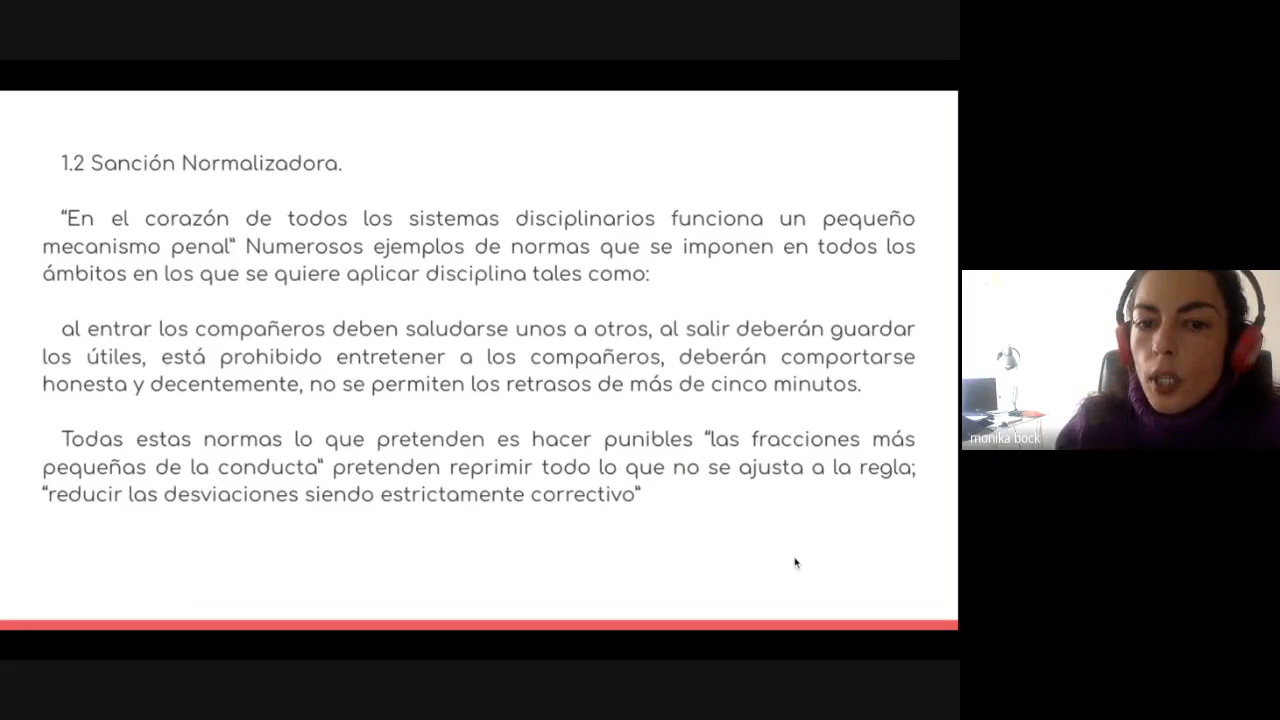 1.2 Sanción Normalizadora.
“En el corazón de todos los sistemas disciplinarios funciona un pequeño
mecanismo penal” Numerosos ejemplos de normas que se imponen en todos los
ámbitos en los que se quiere aplicar disciplina tales como:
al entrar los compañeros deben saludarse unos a otros, al salir deberán guardar
los útiles, está prohibido entretener a los compañeros, deberán comportarse
honesta y decentemente, no se permiten los retrasos de más de cinco minutos.
Todas estas normas lo que pretenden es hacer punibles “las fracciones más
pequeñas de la conducta” pretenden reprimir todo lo que no se ajusta a la regla;
“reducir las desviaciones siendo estrictamente correctivo”
monika bock